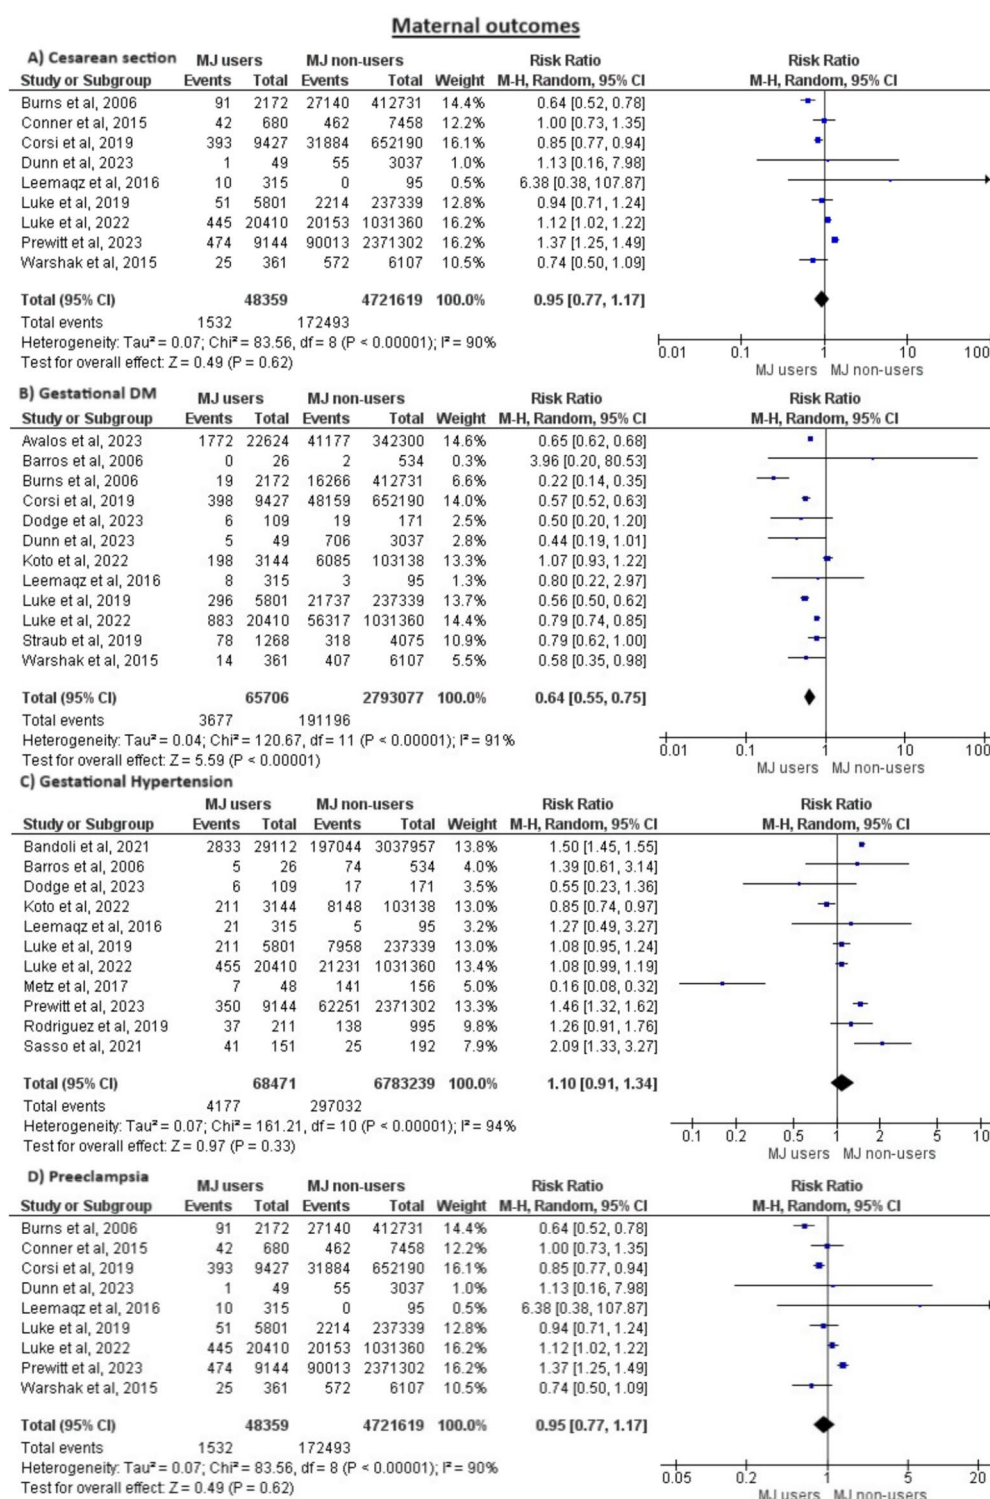 Maternal outcomes
A) Cesarean section MJ users MJ non-users Risk Ratio Risk Ratio
Study or Subgroup Events Total Events Total Weight M-H, Random, 95% CI M-H, Random, 95% CI
Burns et al, 2006 91 2172 27140 412731 14.4% 0.64 [0.52, 0.78]
Conner et al, 2015 42 680 462 7458 12.2% 1.00 [0.73, 1.35]
Corsi et al, 2019 393 9427 31884 652190 16.1% 0.85 [0.77, 0.94]
Dunn et al, 2023 1 49 55 3037 1.0% 1.13 [0.16, 7.98]
Leemaqz et al, 2016 10 315 0 95 0.5% 6.38 [0.38, 107.87]
Luke et al, 2019 51 5801 2214 237339 12.8% 0.94 [0.71, 1.24]
Luke et al, 2022 445 20410 20153 1031360 16.2% 1.12 [1.02, 1.22]
Prewitt et al, 2023 474 9144 90013 2371302 16.2% 1.37 [1.25, 1.49]
Warshak et al, 2015 25 361 572 6107 10.5% 0.74 [0.50, 1.09]
Total (95% CI) 48359 4721619 100.0% 0.95 [0.77, 1.17]
Total events 1532 172493
Heterogeneity: Tau² = 0.07; Chi² = 83.56, df = 8 (P < 0.00001); I² = 90%
Test for overall effect: Z = 0.49 (P = 0.62)
0.01 0.1 1 10 100
MJ users MJ non-users
B) Gestational DM MJ users MJ non-users Risk Ratio Risk Ratio
Study or Subgroup Events Total Events Total Weight M-H, Random, 95% CI M-H, Random, 95% CI
Avalos et al, 2023 1772 22624 41177 342300 14.6% 0.65 [0.62, 0.68]
Barros et al, 2006 0 26 2 534 0.3% 3.96 [0.20, 80.53]
Burns et al, 2006 19 2172 16266 412731 6.6% 0.22 [0.14, 0.35]
Corsi et al, 2019 398 9427 48159 652190 14.0% 0.57 [0.52, 0.63]
Dodge et al, 2023 6 109 19 171 2.5% 0.50 [0.20, 1.20]
Dunn et al, 2023 5 49 706 3037 2.8% 0.44 [0.19, 1.01]
Koto et al, 2022 198 3144 6085 103138 13.3% 1.07 [0.93, 1.22]
Leemaqz et al, 2016 8 315 3 95 1.3% 0.80 [0.22, 2.97]
Luke et al, 2019 296 5801 21737 237339 13.7% 0.56 [0.50, 0.62]
Luke et al, 2022 883 20410 56317 1031360 14.4% 0.79 [0.74, 0.85]
Straub et al, 2019 78 1268 318 4075 10.9% 0.79 [0.62, 1.00]
Warshak et al, 2015 14 361 407 6107 5.5% 0.58 [0.35, 0.98]
Total (95% CI) 65706 2793077 100.0% 0.64 [0.55, 0.75]
Total events 3677 191196
Heterogeneity: Tau² = 0.04; Chi² = 120.67, df = 11 (P < 0.00001); I² = 91%
Test for overall effect: Z = 5.59 (P < 0.00001)
0.01 0.1 1 10 100
MJ users MJ non-users
C) Gestational Hypertension
MJ users MJ non-users Risk Ratio Risk Ratio
Study or Subgroup Events Total Events Total Weight M-H, Random, 95% CI M-H, Random, 95% CI
Bandoli et al, 2021 2833 29112 197044 3037957 13.8% 1.50 [1.45, 1.55]
Barros et al, 2006 5 26 74 534 4.0% 1.39 [0.61, 3.14]
Dodge et al, 2023 6 109 17 171 3.5% 0.55 [0.23, 1.36]
Koto et al, 2022 211 3144 8148 103138 13.0% 0.85 [0.74, 0.97]
Leemaqz et al, 2016 21 315 5 95 3.2% 1.27 [0.49, 3.27]
Luke et al, 2019 211 5801 7958 237339 13.0% 1.08 [0.95, 1.24]
Luke et al, 2022 455 20410 21231 1031360 13.4% 1.08 [0.99, 1.19]
Metz et al, 2017 7 48 141 156 5.0% 0.16 [0.08, 0.32]
Prewitt et al, 2023 350 9144 62251 2371302 13.3% 1.46 [1.32, 1.62]
Rodriguez et al, 2019 37 211 138 995 9.8% 1.26 [0.91, 1.76]
Sasso et al, 2021 41 151 25 192 7.9% 2.09 [1.33, 3.27]
Total (95% CI) 68471 6783239 100.0% 1.10 [0.91, 1.34]
Total events 4177 297032
Heterogeneity: Tau² = 0.07; Chi² = 161.21, df = 10 (P < 0.00001); I² = 94%
Test for overall effect: Z = 0.97 (P = 0.33)
0.1 0.2 0.5 1 2 5 10
MJ users MJ non-users
D) Preeclampsia MJ users MJ non-users Risk Ratio Risk Ratio
Study or Subgroup Events Total Events Total Weight M-H, Random, 95% CI M-H, Random, 95% CI
Burns et al, 2006 91 2172 27140 412731 14.4% 0.64 [0.52, 0.78]
Conner et al, 2015 42 680 462 7458 12.2% 1.00 [0.73, 1.35]
Corsi et al, 2019 393 9427 31884 652190 16.1% 0.85 [0.77, 0.94]
Dunn et al, 2023 1 49 55 3037 1.0% 1.13 [0.16, 7.98]
Leemaqz et al, 2016 10 315 0 95 0.5% 6.38 [0.38, 107.87]
Luke et al, 2019 51 5801 2214 237339 12.8% 0.94 [0.71, 1.24]
Luke et al, 2022 445 20410 20153 1031360 16.2% 1.12 [1.02, 1.22]
Prewitt et al, 2023 474 9144 90013 2371302 16.2% 1.37 [1.25, 1.49]
Warshak et al, 2015 25 361 572 6107 10.5% 0.74 [0.50, 1.09]
Total (95% CI) 48359 4721619 100.0% 0.95 [0.77, 1.17]
Total events 1532 172493
Heterogeneity: Tau² = 0.07; Chi² = 83.56, df = 8 (P < 0.00001); I² = 90%
Test for overall effect: Z = 0.49 (P = 0.62)
0.05 0.2 1 5 20
MJ users MJ non-users